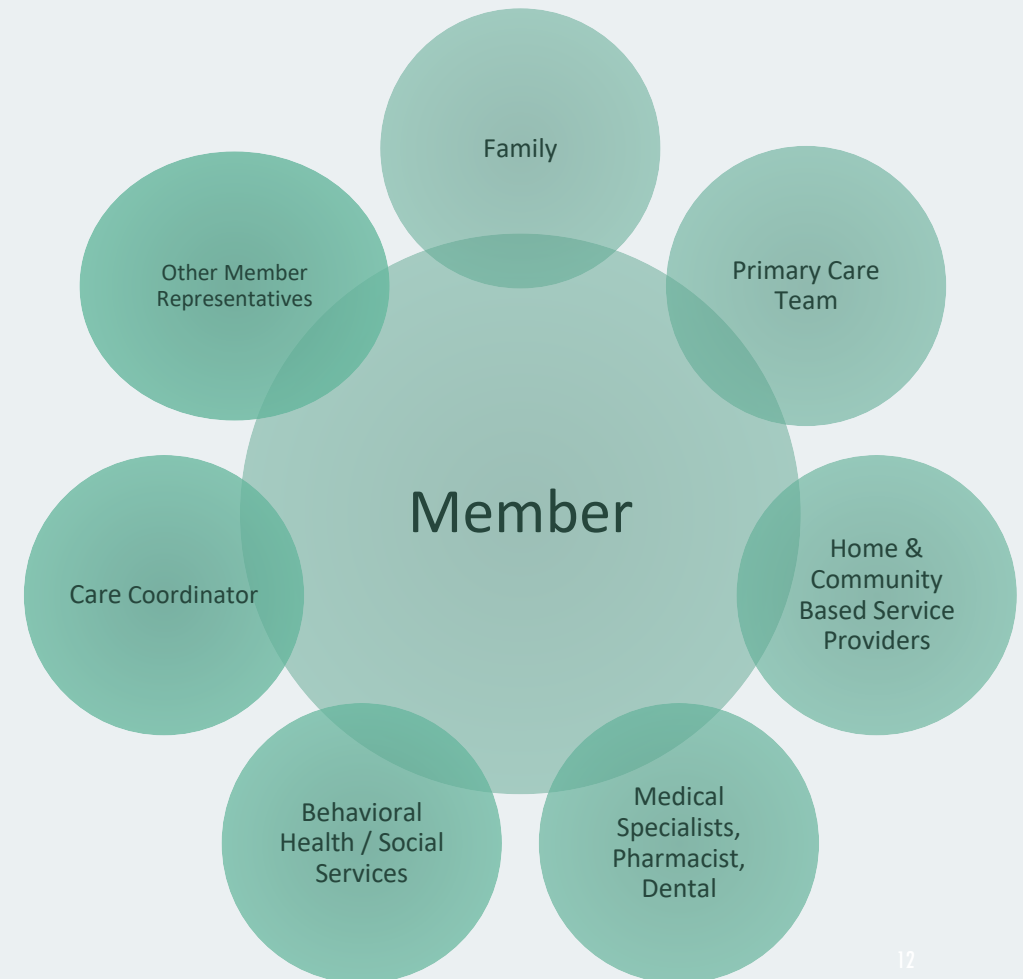 Family
Primary Care
Team
Other Member
Representatives
Member
Home &
Community
Based Service
Providers
Care Coordinator
Medical
Specialists,
Pharmacist,
Dental
Behavioral
Health / Social
Services
12